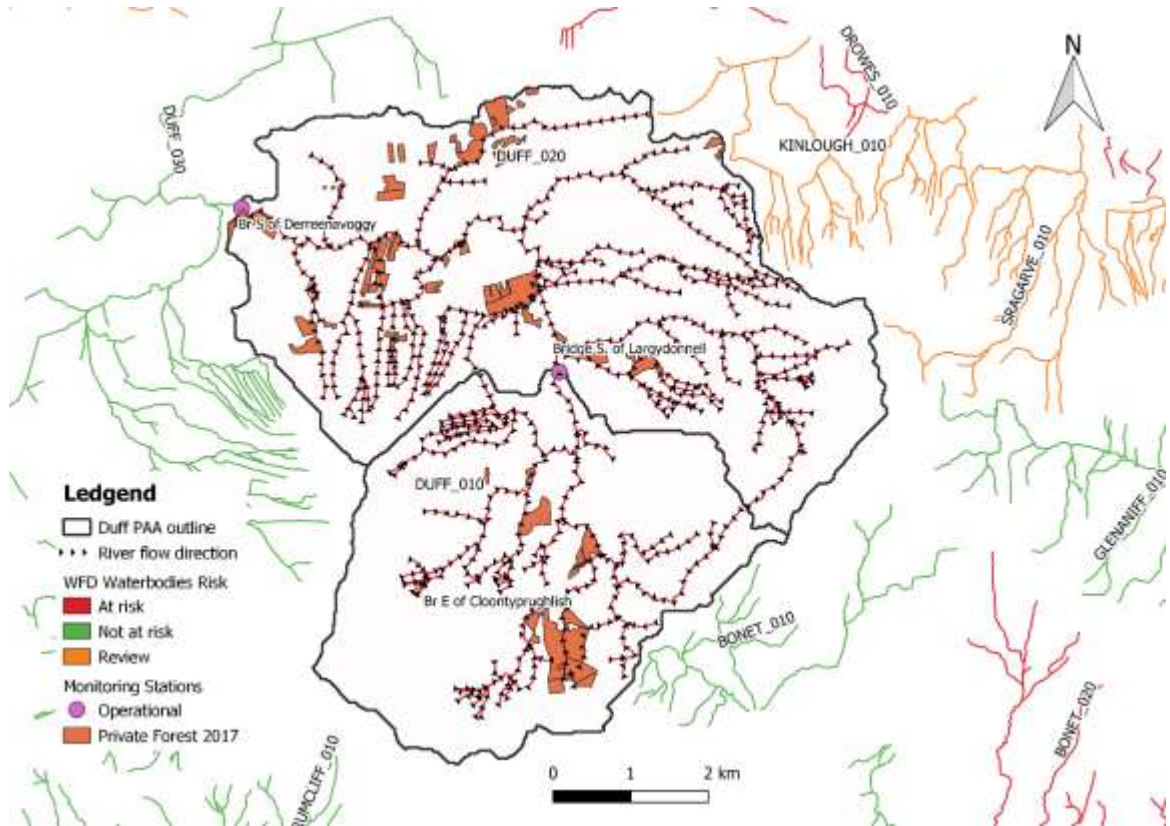 N
DROWES_010
KINLOUGH_010
DUFF_030
DUFF_020
Br S of Derreenavoggy
SRAGARVE_010
Bridge S. of Largydonnell
DUFF_010
GLENANIFF_010
Br E of Cloontyprughlish
BONET_010
BONET_020
Ledgend
Duff PAA outline
River flow direction
WFD Waterbodies Risk
At risk
Not at risk
Review
Monitoring Stations
Operational
Private Forest 2017
UMCLIFF_010
0 1 2 km